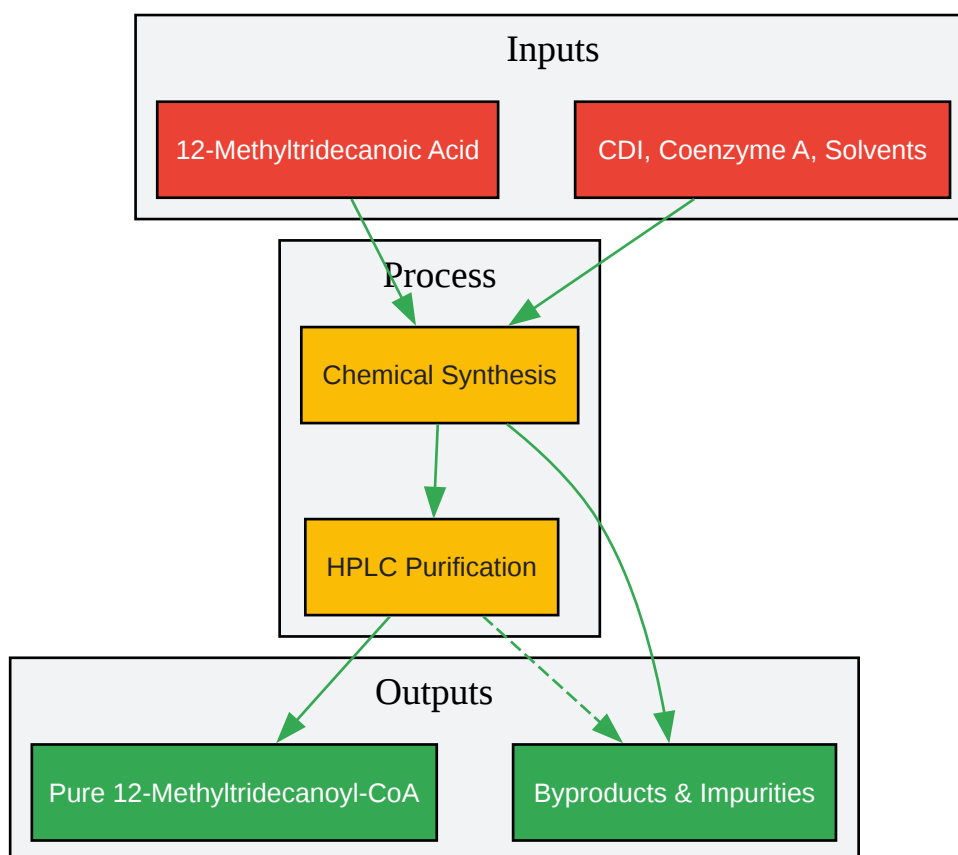 Inputs
12-Methyltridecanoic Acid
CDI, Coenzyme A, Solvents
Process
Chemical Synthesis
HPLC Purification
Outputs
Pure 12-Methyltridecanoyl-CoA
Byproducts & Impurities